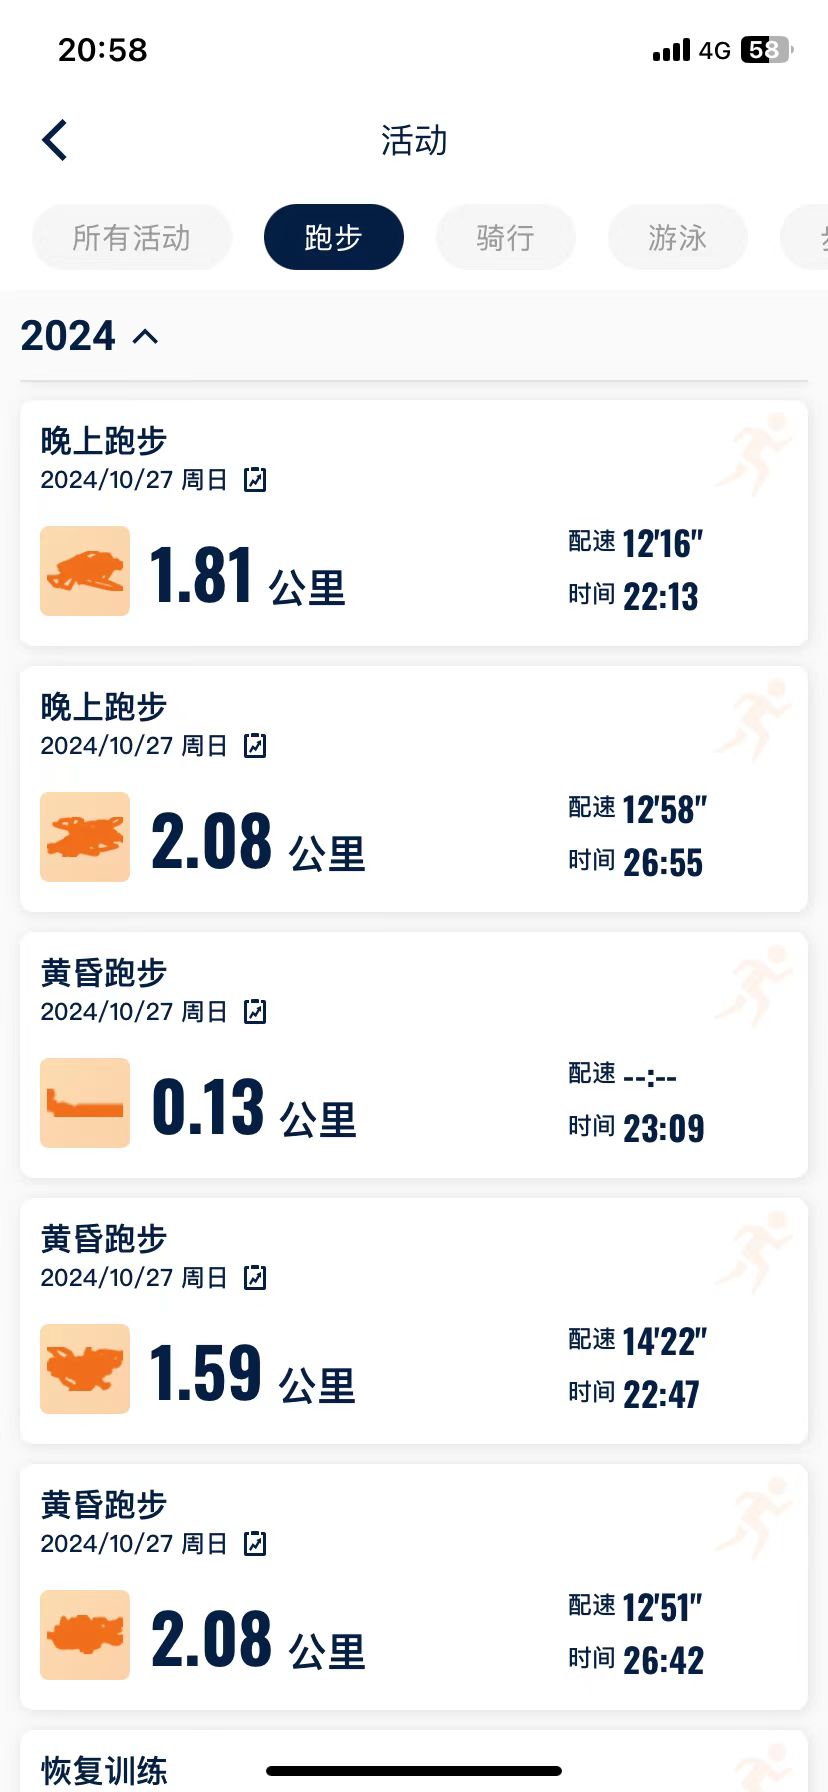 20:58 4G 58
活动
所有活动 跑步 骑行 游泳
2024
晚上跑步
2024/10/27 周日
1.81 公里
配速 12'16"
时间 22:13
晚上跑步
2024/10/27 周日
2.08 公里
配速 12'58"
时间 26:55
黄昏跑步
2024/10/27 周日
0.13 公里
配速 --:--
时间 23:09
黄昏跑步
2024/10/27 周日
1.59 公里
配速 14'22"
时间 22:47
黄昏跑步
2024/10/27 周日
2.08 公里
配速 12'51"
时间 26:42
恢复训练